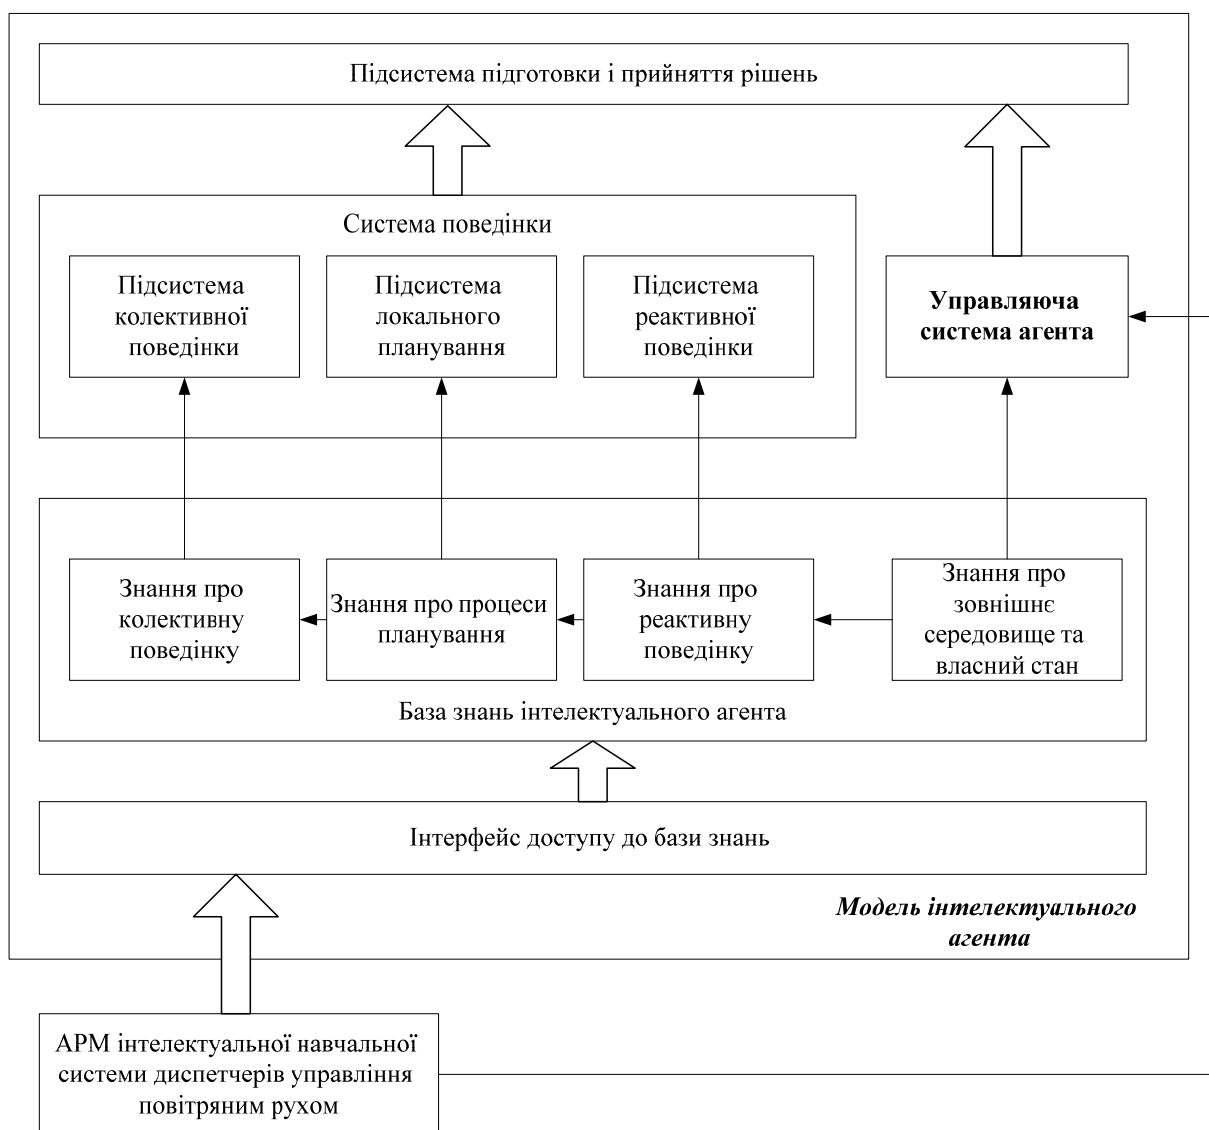 Підсистема підготовки і прийняття рішень
Система поведінки
Підсистема
колективної
поведінки
Підсистема
локального
планування
Підсистема
реактивної
поведінки
Управляюча
система агента
Знання про
колективну
поведінку
Знання про процеси
планування
Знання про
реактивну
поведінку
Знання про
зовнішнє
середовище та
власний стан
База знань інтелектуального агента
Інтерфейс доступу до бази знань
Модель інтелектуального
агента
АРМ інтелектуальної навчальної
системи диспетчерів управління
повітряним рухом